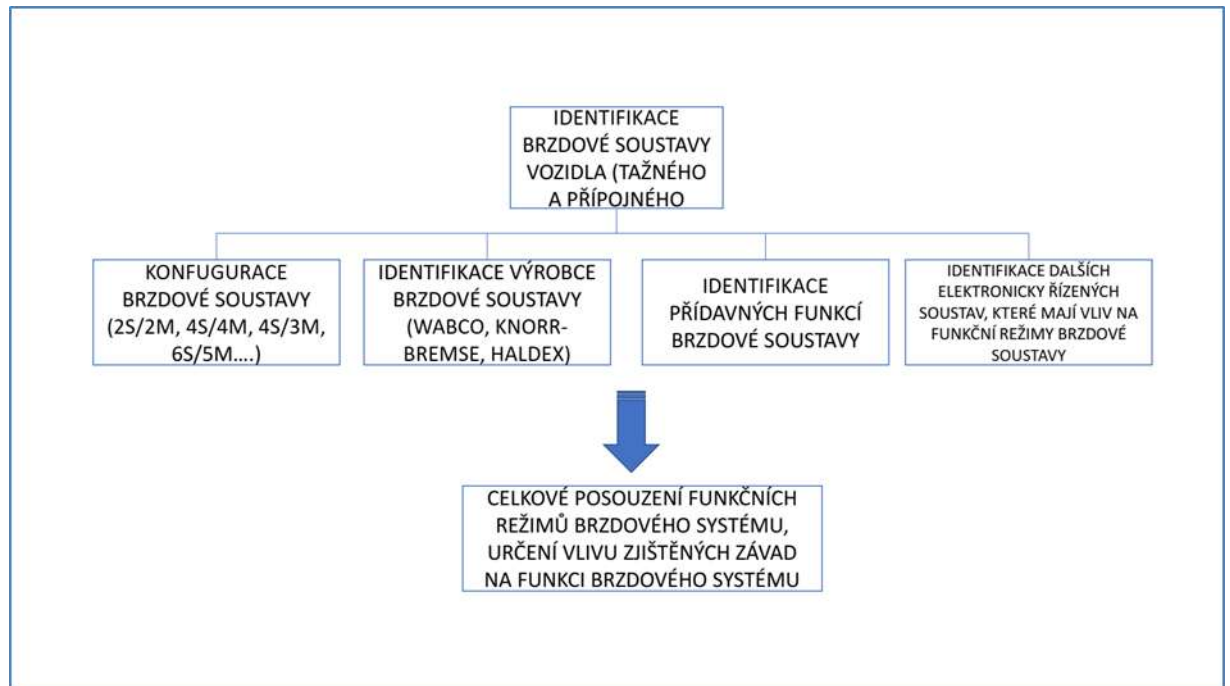 IDENTIFIKACE
BRZDOVÉ SOUSTAVY
VOZIDLA (TAŽNÉHO
A PŘÍPOJNÉHO
KONFUGURACE
BRZDOVÉ SOUSTAVY
(2S/2M, 4S/4M, 4S/3M,
6S/5M....)
IDENTIFIKACE VÝROBCE
BRZDOVÉ SOUSTAVY
(WABCO, KNORR-
BREMSE, HALDEX)
IDENTIFIKACE
PŘÍDAVNÝCH FUNKCÍ
BRZDOVÉ SOUSTAVY
IDENTIFIKACE DALŠÍCH
ELEKTRONICKY ŘÍZENÝCH
SOUSTAV, KTERÉ MAJÍ VLIV NA
FUNKČNÍ REŽIMY BRZDOVÉ
SOUSTAVY
CELKOVÉ POSOUZENÍ FUNKČNÍCH
REŽIMŮ BRZDOVÉHO SYSTÉMU,
URČENÍ VLIVU ZJIŠTĚNÝCH ZÁVAD
NA FUNKCI BRZDOVÉHO SYSTÉMU